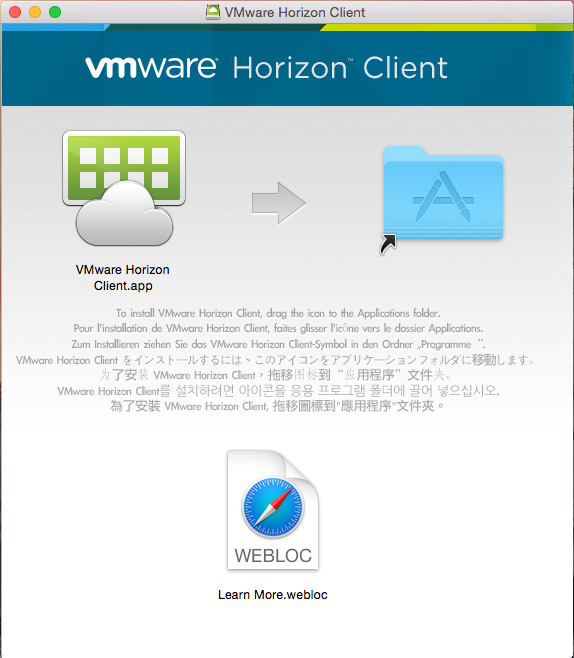 VMware Horizon Client
vmware® Horizon™ Client
VMware Horizon
Client.app
To install VMware Horizon Client, drag the icon to the Applications folder.
Pour l'installation de VMware Horizon Client, faites glisser l'icône vers le dossier Applications.
Zum Installieren ziehen Sie das VMware Horizon Client-Symbol in den Ordner „Programme “.
VMware Horizon Client をインストールするには、このアイコンをアプリケーションフォルダに移動します。
为了安装 VMware Horizon Client，拖移图标到“应用程序”文件夹。
VMware Horizon Client를 설치하려면 아이콘을 응용 프로그램 폴더에 끌어 넣으십시오.
為了安裝 VMware Horizon Client, 拖移圖標到"應用程序"文件夾。
WEBLOC
Learn More.webloc